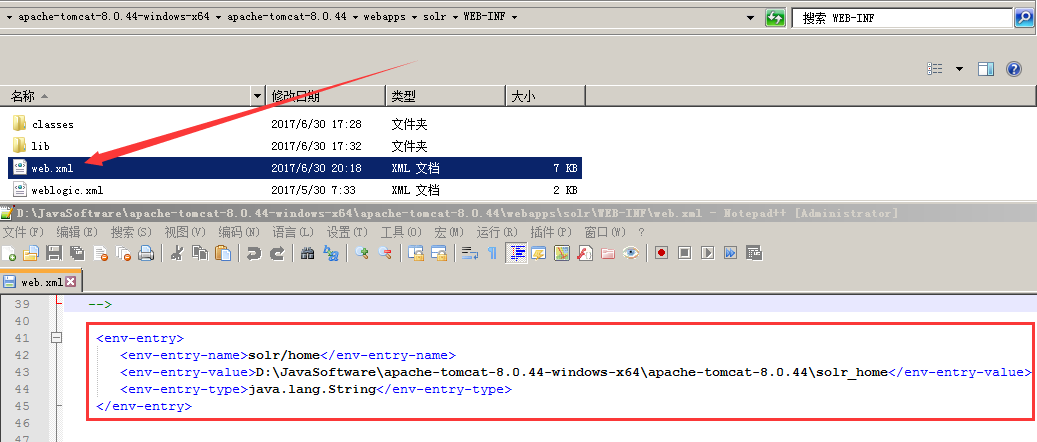 apache-tomcat-8.0.44-windows-x64 apache-tomcat-8.0.44 webapps solr WEB-INF 搜索 WEB-INF
名称 修改日期 类型 大小
classes 2017/6/30 17:28 文件夹
lib 2017/6/30 17:32 文件夹
web.xml 2017/6/30 20:18 XML 文档 7 KB
weblogic.xml 2017/5/30 7:33 XML 文档 2 KB
D:\JavaSoftware\apache-tomcat-8.0.44-windows-x64\apache-tomcat-8.0.44\webapps\solr\WEB-INF\web.xml - Notepad++ [Administrator]
文件(F) 编辑(E) 搜索(S) 视图(V) 编码(N) 语言(L) 设置(T) 工具(O) 宏(M) 运行(R) 插件(P) 窗口(W) ?
web.xml
39 -->
40
41 <env-entry>
42 <env-entry-name>solr/home</env-entry-name>
43 <env-entry-value>D:\JavaSoftware\apache-tomcat-8.0.44-windows-x64\apache-tomcat-8.0.44\solr_home</env-entry-value>
44 <env-entry-type>java.lang.String</env-entry-type>
45 </env-entry>
46
47